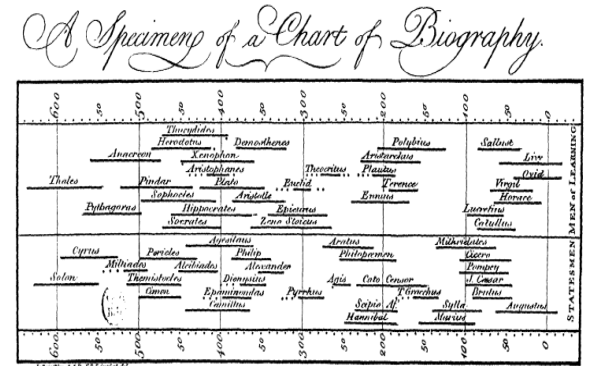 A Specimen of a Chart of Biography.
600 50 500 50 400 50 300 50 200 50 100 50 0
Thucydides
Herodotus Demosthenes Polybius Sallust
Anacreon Xenophon Aristarchus Livy
Aristophanes Theocritus Plautus Ovid
Thales Pindar Plato Euclid Terence Virgil
Sophocles Aristotle Ennius Horace
Pythagoras Hippocrates Epicurus Lucretius
Socrates Zeno Stoicus Catullus
MEN of LEARNING
Agesilaus Aratus Mithridates
Cyrus Pericles Philip Philopoemen Cicero
Miltiades Alcibiades Alexander Pompey
Solon Themistocles Dionysius Agis Cato Censor J. Cæsar
Cimon Epaminondas Pyrrhus Gracchus Brutus
Camillus Scipio Af. Sylla Augustus
Hannibal Marius
STATESMEN
600 50 500 50 400 50 300 50 200 50 100 50 0